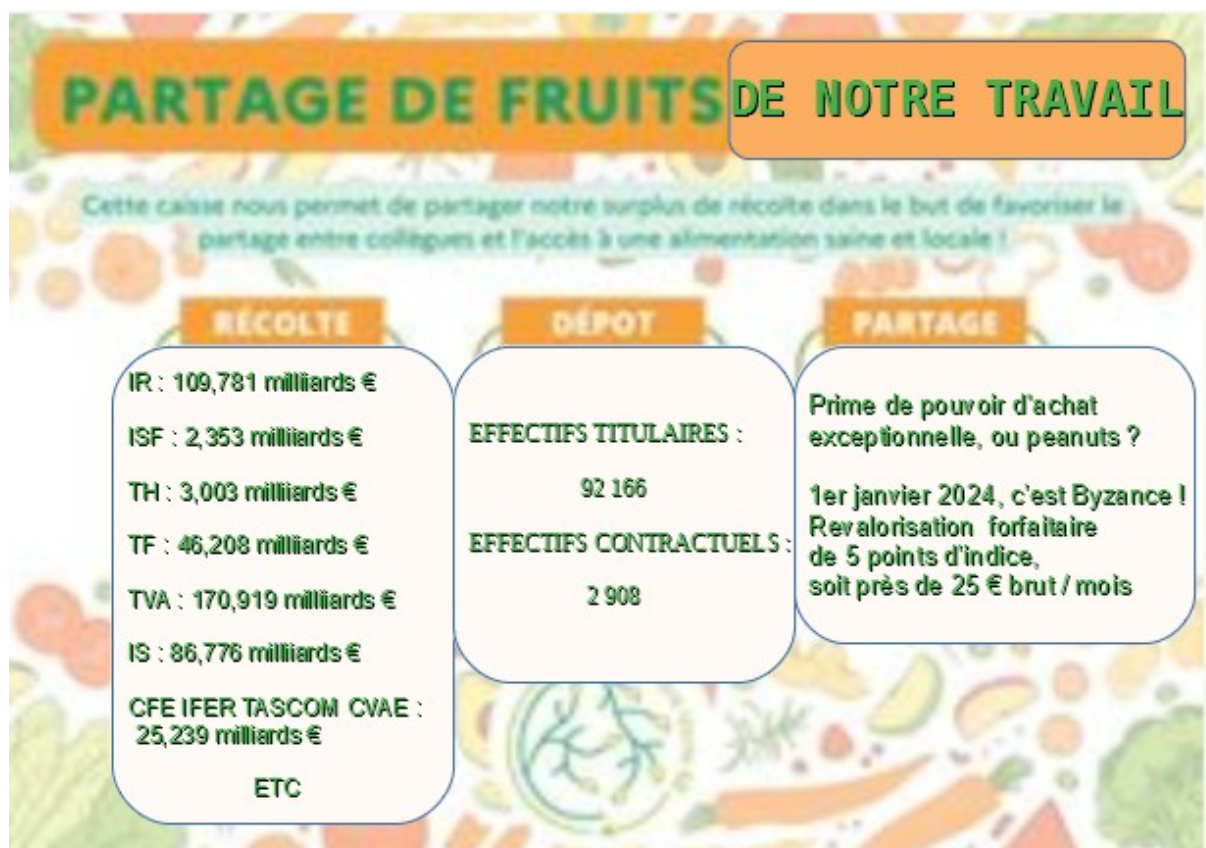 PARTAGE DE FRUITS DE NOTRE TRAVAIL
Cette caisse nous permet de partager notre surplus de récolte dans le but de favoriser le
partage entre collègues et l'accès à une alimentation saine et locale !
RÉCOLTE
IR : 109,781 milliards €
ISF : 2,353 milliards €
TH : 3,003 milliards €
TF : 46,208 milliards €
TVA : 170,919 milliards €
IS : 86,776 milliards €
CFE IFER TASCOM CVAE :
25,239 milliards €
ETC
DÉPOT
EFFECTIFS TITULAIRES :
92 166
EFFECTIFS CONTRACTUELS :
2 908
PARTAGE
Prime de pouvoir d'achat
exceptionnelle, ou peanuts ?
1er janvier 2024, c'est Byzance !
Revalorisation forfaitaire
de 5 points d'indice,
soit près de 25 € brut / mois